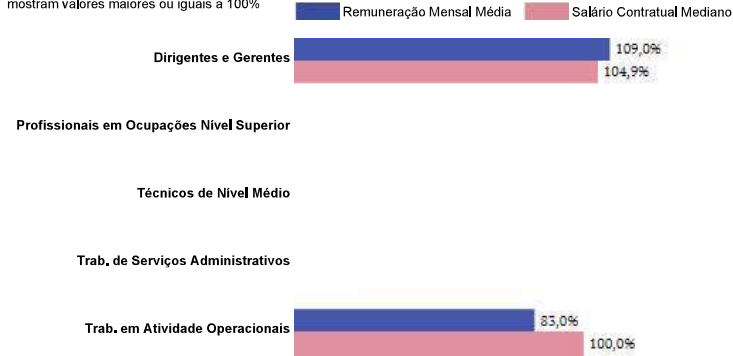 mostram valores maiores ou iguais a 100%
Remuneração Mensal Média Salário Contratual Mediano
Dirigentes e Gerentes
109,0%
104,9%
Profissionais em Ocupações Nível Superior
Técnicos de Nível Médio
Trab. de Serviços Administrativos
Trab. em Atividade Operacionais
83,0%
100,0%